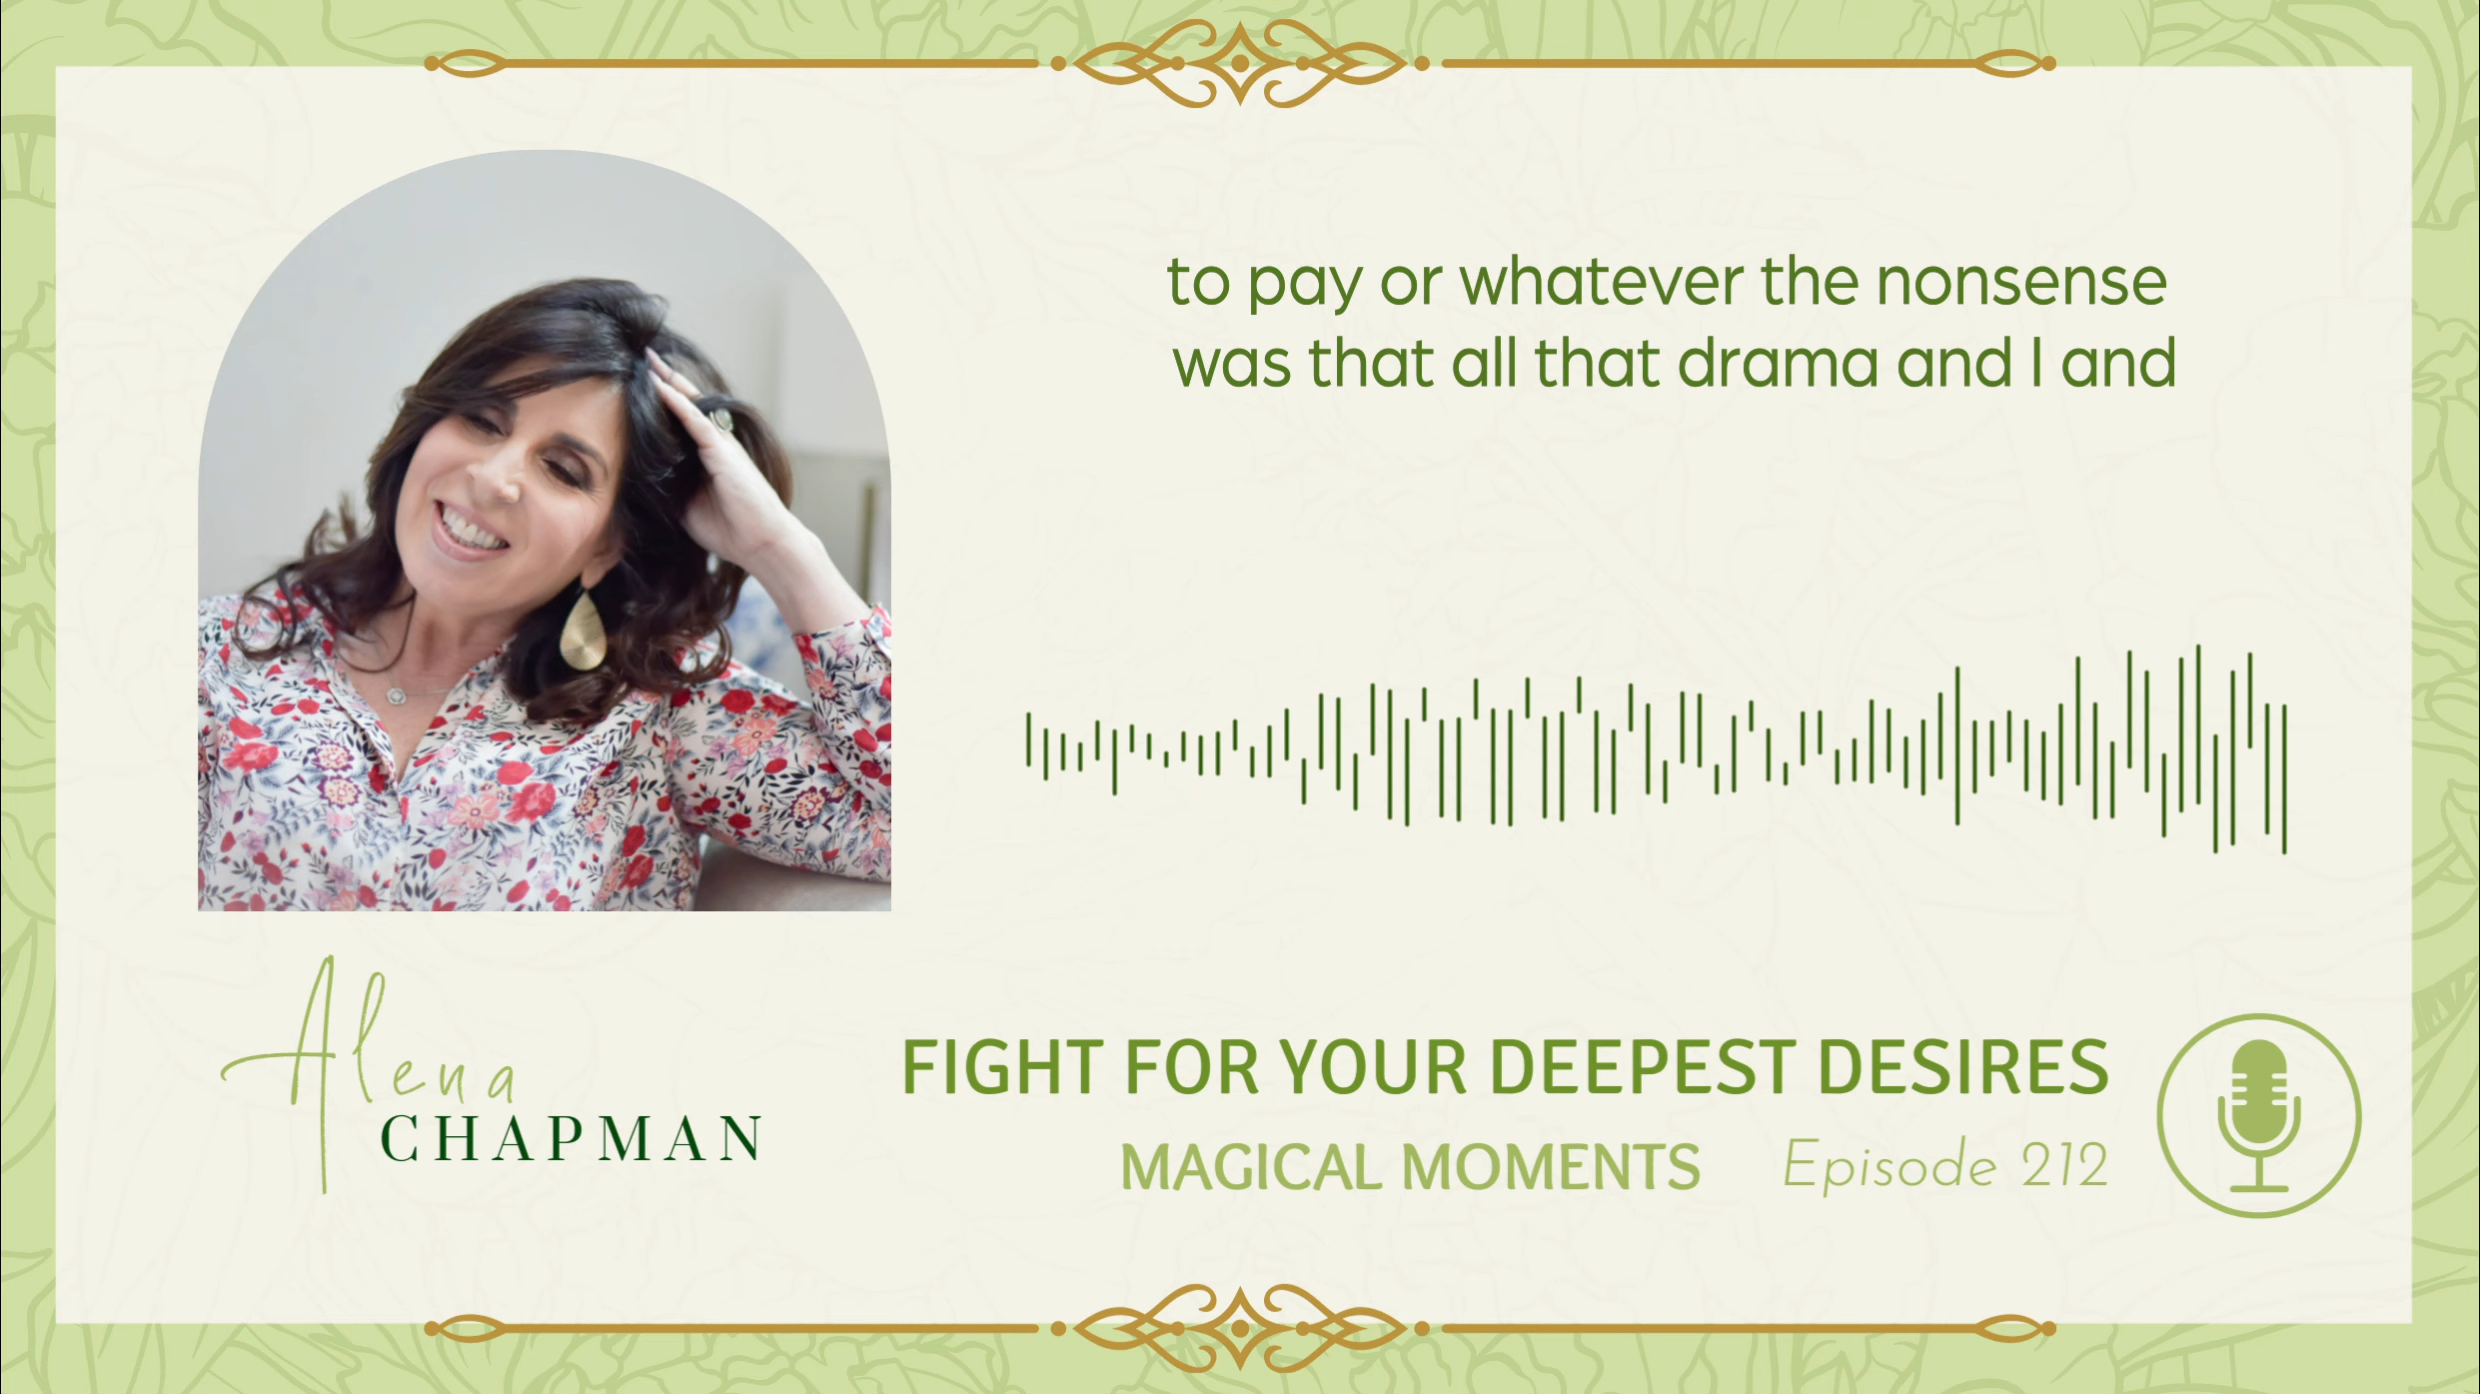 to pay or whatever the nonsense
was that all that drama and I and
Alena
CHAPMAN
FIGHT FOR YOUR DEEPEST DESIRES
MAGICAL MOMENTS Episode 212